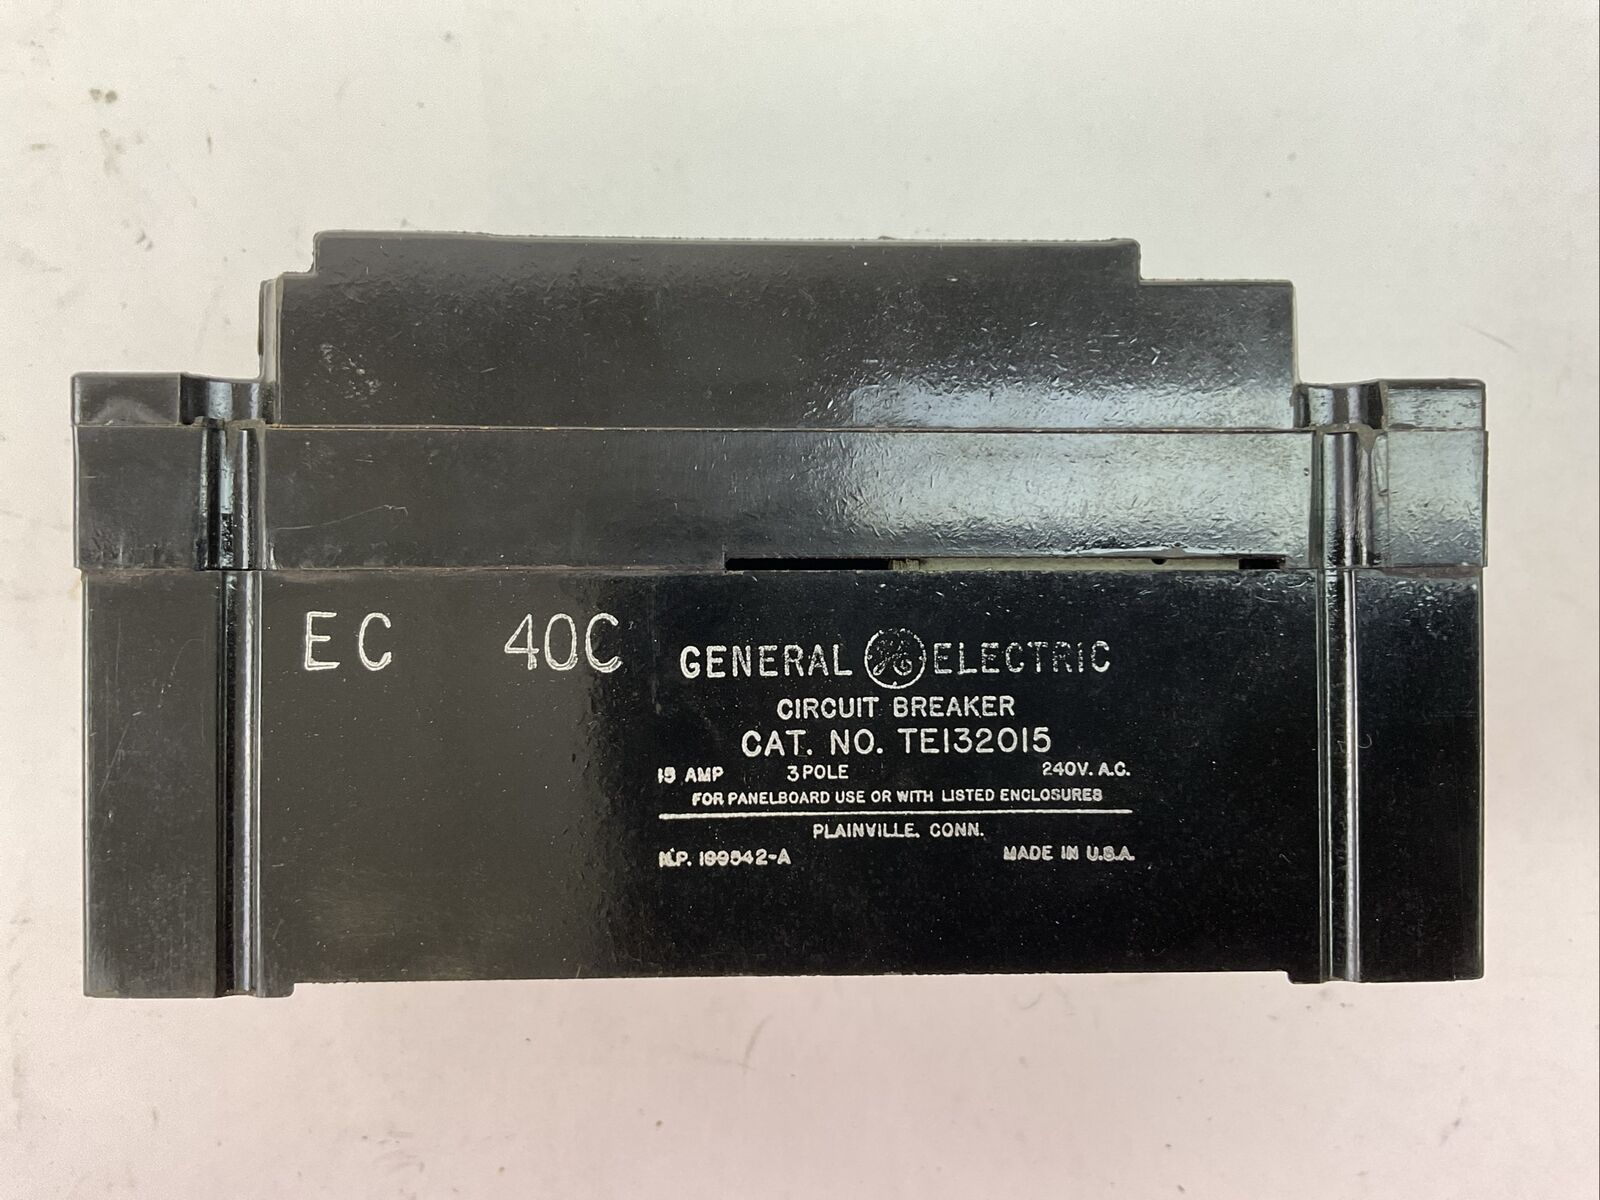 EC 40C
GENERAL GE ELECTRIC
CIRCUIT BREAKER
CAT. NO. TE132015
15 AMP 3 POLE 240V. A.C.
FOR PANELBOARD USE OR WITH LISTED ENCLOSURES
PLAINVILLE, CONN.
N.P. 199542-A MADE IN U.S.A.